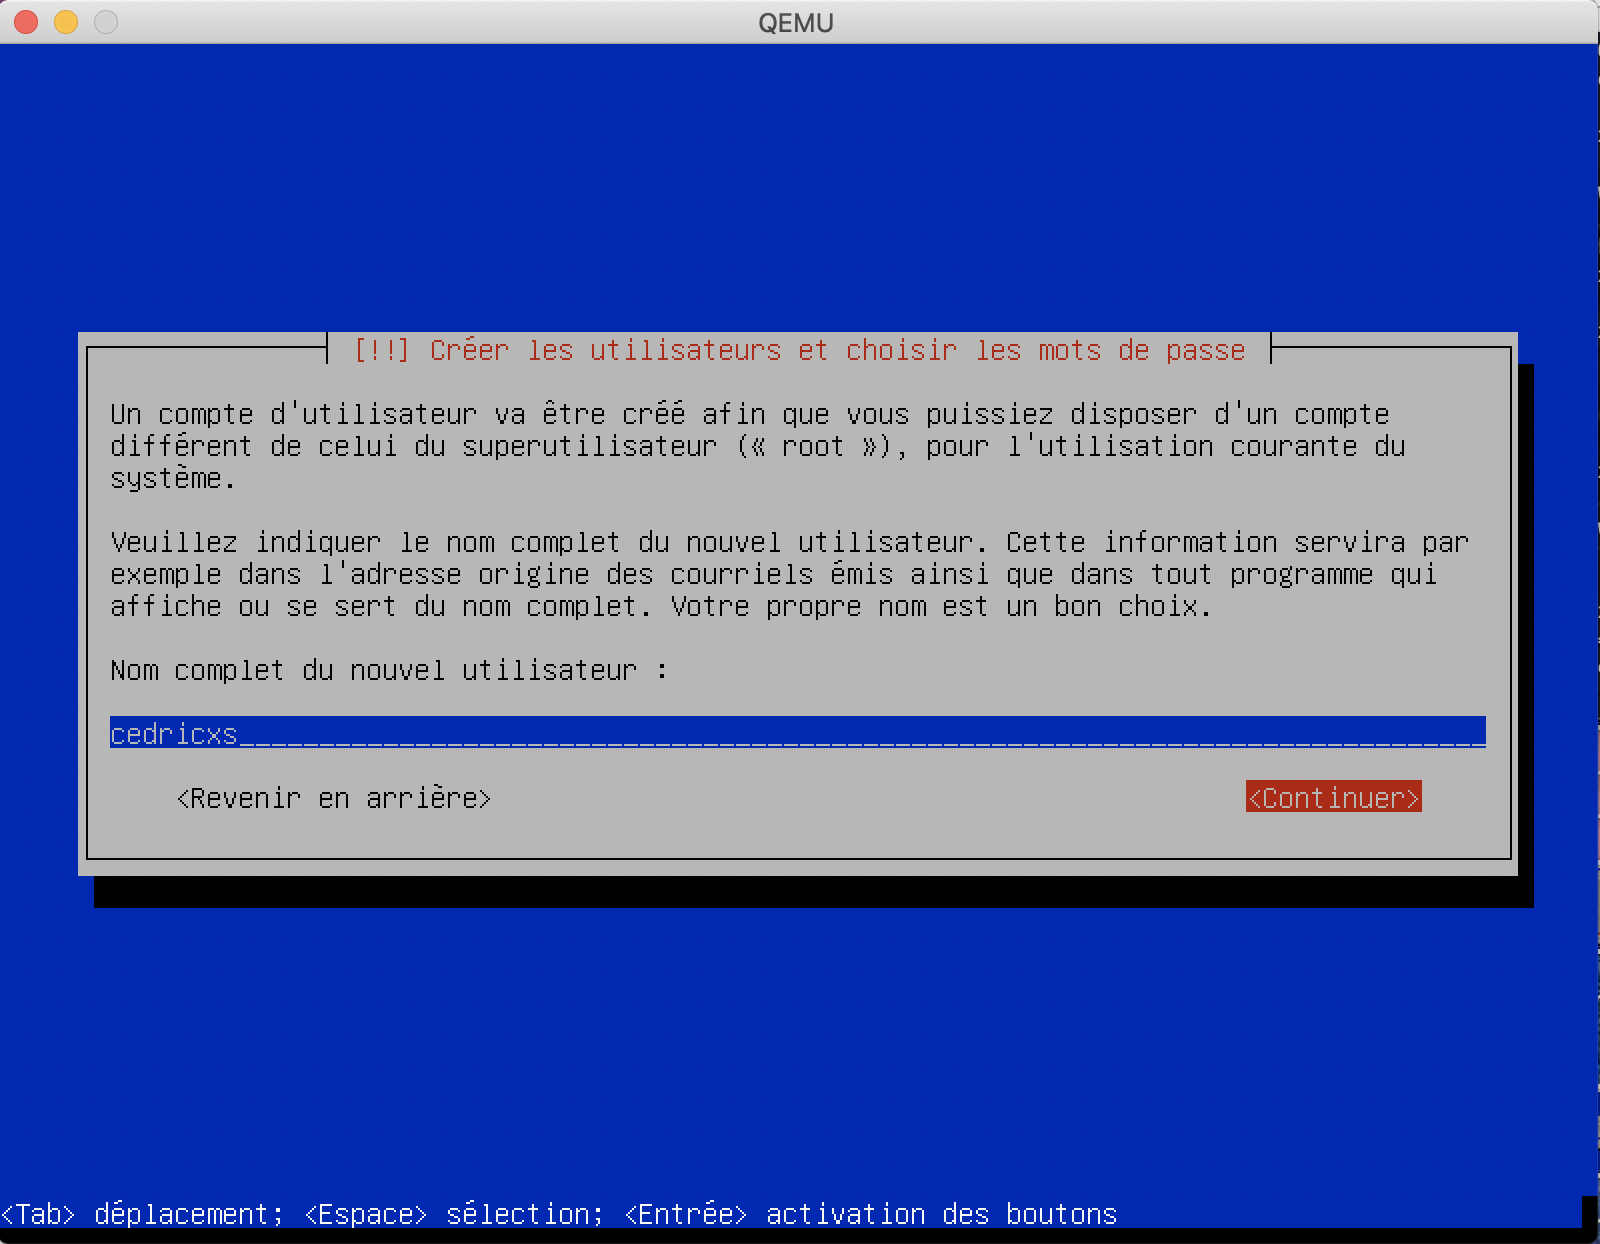 QEMU
[!!] Créer les utilisateurs et choisir les mots de passe
Un compte d'utilisateur va être créé afin que vous puissiez disposer d'un compte
différent de celui du superutilisateur (« root »), pour l'utilisation courante du
système.
Veuillez indiquer le nom complet du nouvel utilisateur. Cette information servira par
exemple dans l'adresse origine des courriels émis ainsi que dans tout programme qui
affiche ou se sert du nom complet. Votre propre nom est un bon choix.
Nom complet du nouvel utilisateur :
cedricxs
<Revenir en arrière> <Continuer>
<Tab> déplacement; <Espace> sélection; <Entrée> activation des boutons